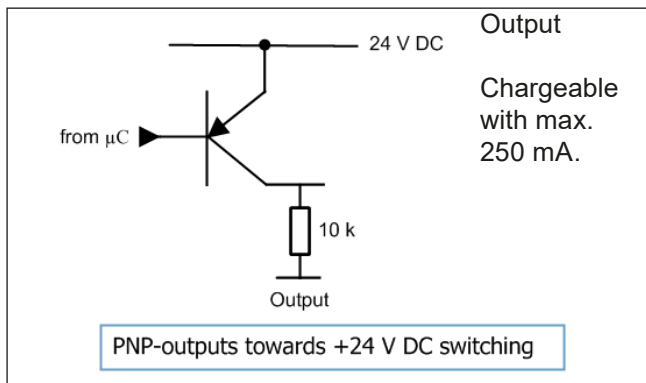 Output
24 V DC
Chargeable
with max.
250 mA.
from µC
10 k
Output
PNP-outputs towards +24 V DC switching